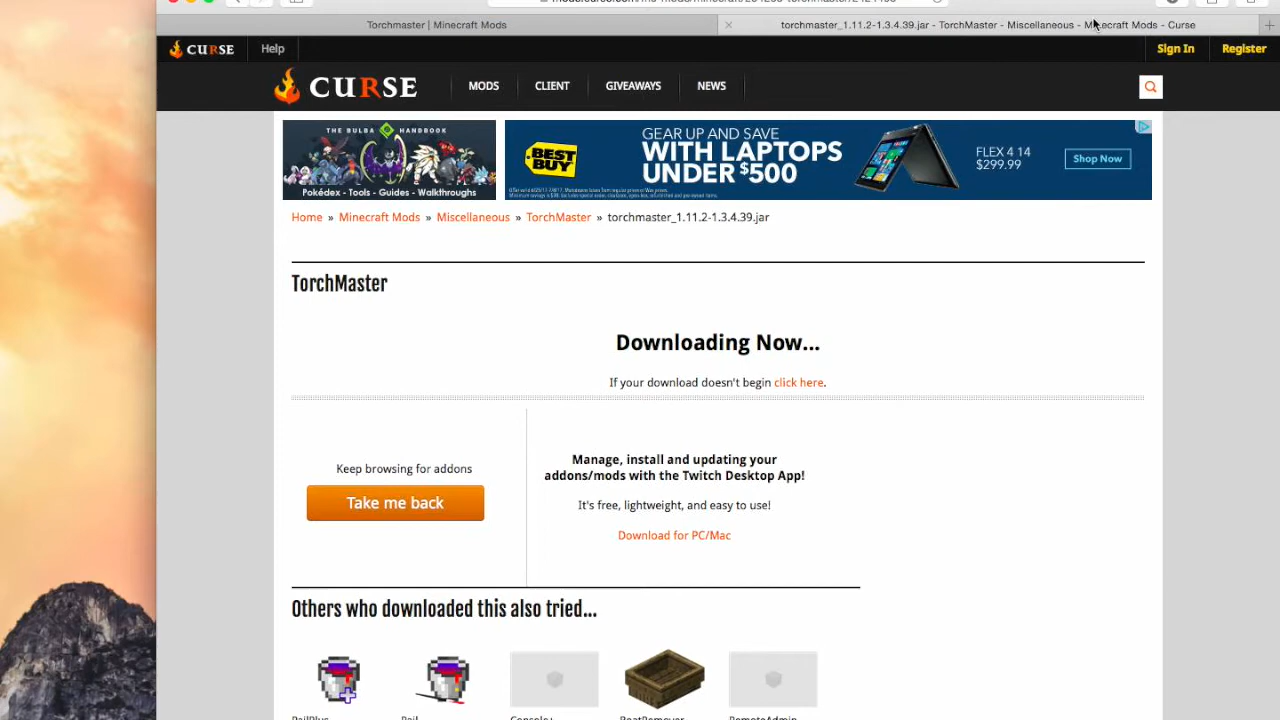 Torchmaster | Minecraft Mods
torchmaster_1.11.2-1.3.4.39.jar - TorchMaster - Miscellaneous - Minecraft Mods - Curse
CURSE
Help
Sign In
Register
CURSE
MODS
CLIENT
GIVEAWAYS
NEWS
THE BULBA HANDBOOK
Pokédex - Tools - Guides - Walkthroughs
BEST BUY
GEAR UP AND SAVE
WITH LAPTOPS
UNDER $500
FLEX 4 14
$299.99
Shop Now
Home » Minecraft Mods » Miscellaneous » TorchMaster » torchmaster_1.11.2-1.3.4.39.jar
TorchMaster
Downloading Now...
If your download doesn't begin click here.
Keep browsing for addons
Take me back
Manage, install and updating your
addons/mods with the Twitch Desktop App!
It's free, lightweight, and easy to use!
Download for PC/Mac
Others who downloaded this also tried...
PailPlus
Pail
Console+
BoatRemover
RemoteAdmin